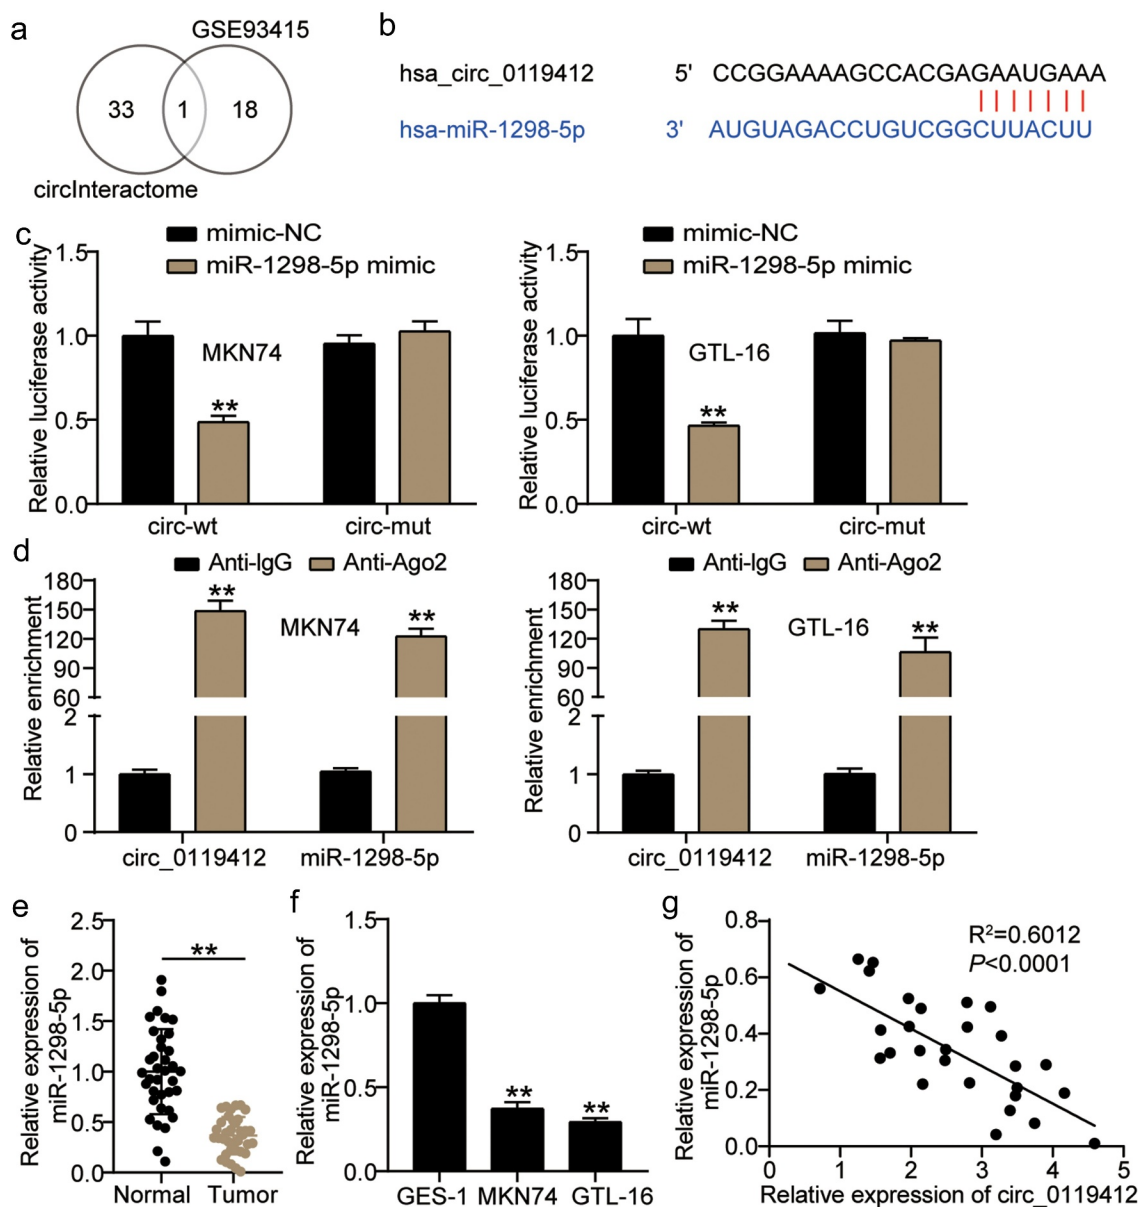 a
GSE93415
33 1 18
circInteractome
b
hsa_circ_0119412 5' CCGGAAAAGCCACGAGAAUGAAA
hsa-miR-1298-5p 3' AUGUAGACCUGUCGGCUUACUU
c
mimic-NC
miR-1298-5p mimic
Relative luciferase activity
1.5
1.0
0.5
0.0
MKN74
**
circ-wt circ-mut
mimic-NC
miR-1298-5p mimic
Relative luciferase activity
1.5
1.0
0.5
0.0
GTL-16
**
circ-wt circ-mut
d
Anti-IgG Anti-Ago2
Relative enrichment
180
150
120
90
60
2
1
0
MKN74
**
**
circ_0119412 miR-1298-5p
Anti-IgG Anti-Ago2
Relative enrichment
180
150
120
90
60
2
1
0
GTL-16
**
**
circ_0119412 miR-1298-5p
e
Relative expression of
miR-1298-5p
2.5
2.0
1.5
1.0
0.5
0.0
**
Normal Tumor
f
Relative expression of
miR-1298-5p
1.5
1.0
0.5
0.0
**
**
GES-1 MKN74 GTL-16
g
Relative expression of
miR-1298-5p
0.8
0.6
0.4
0.2
0.0
R²=0.6012
P<0.0001
0 1 2 3 4 5
Relative expression of circ_0119412